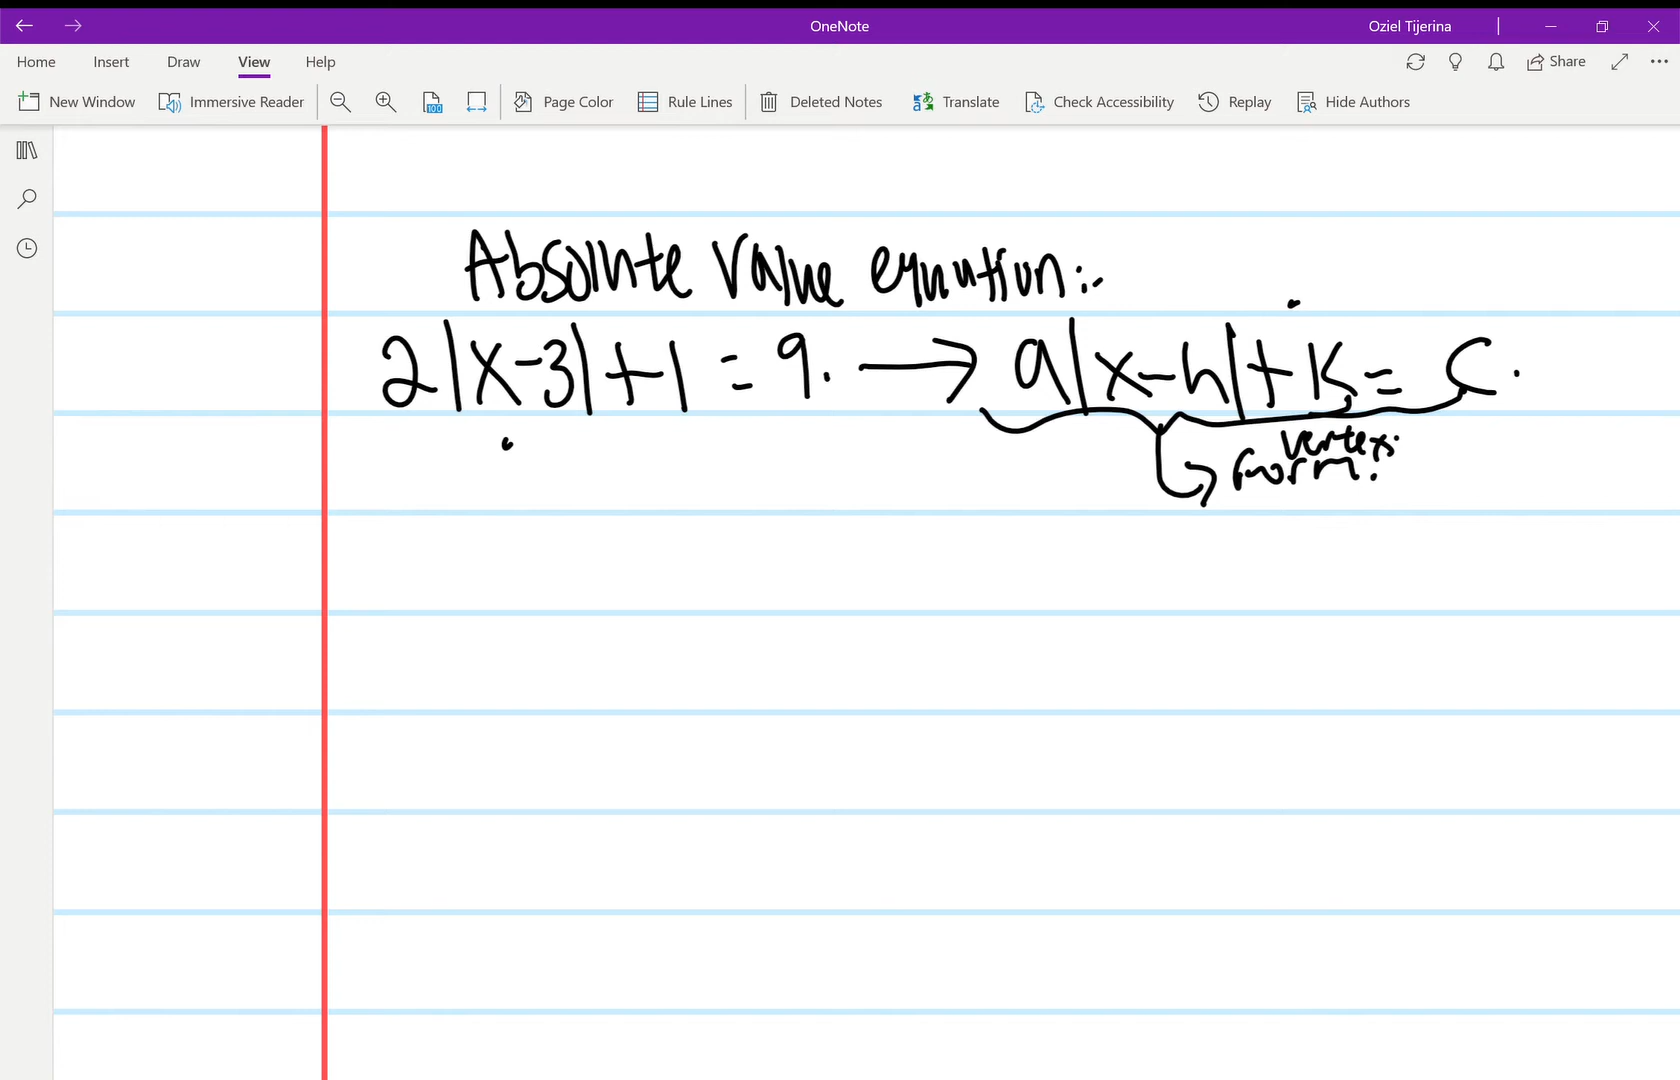 OneNote
Oziel Tijerina
Home Insert Draw View Help
Share
New Window Immersive Reader Page Color Rule Lines Deleted Notes Translate Check Accessibility Replay Hide Authors
Absolute Value equation:
2|x-3|+1=9. → a|x-h|+k=c.
vertex
form.